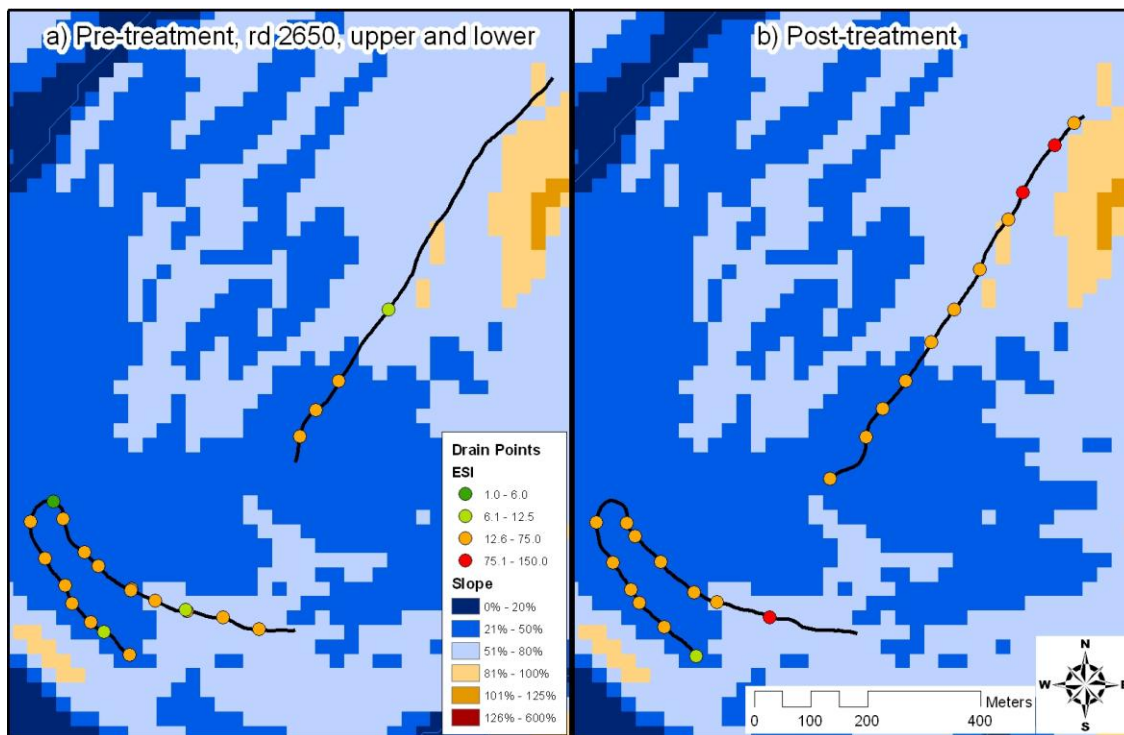 a) Pre-treatment, rd 2650, upper and lower
b) Post-treatment
Drain Points
ESI
1.0 - 6.0
6.1 - 12.5
12.6 - 75.0
75.1 - 150.0
Slope
0% - 20%
21% - 50%
51% - 80%
81% - 100%
101% - 125%
126% - 600%
N
W E
S
Meters
0 100 200 400